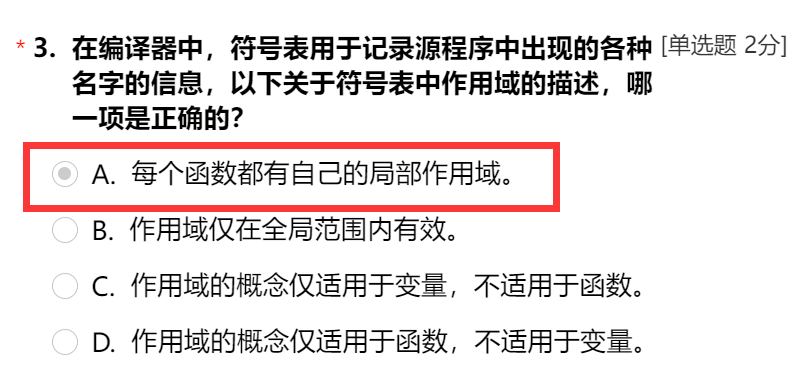 * 3. 在编译器中，符号表用于记录源程序中出现的各种 [单选题 2分]
名字的信息，以下关于符号表中作用域的描述，哪
一项是正确的？
A. 每个函数都有自己的局部作用域。
B. 作用域仅在全局范围内有效。
C. 作用域的概念仅适用于变量，不适用于函数。
D. 作用域的概念仅适用于函数，不适用于变量。